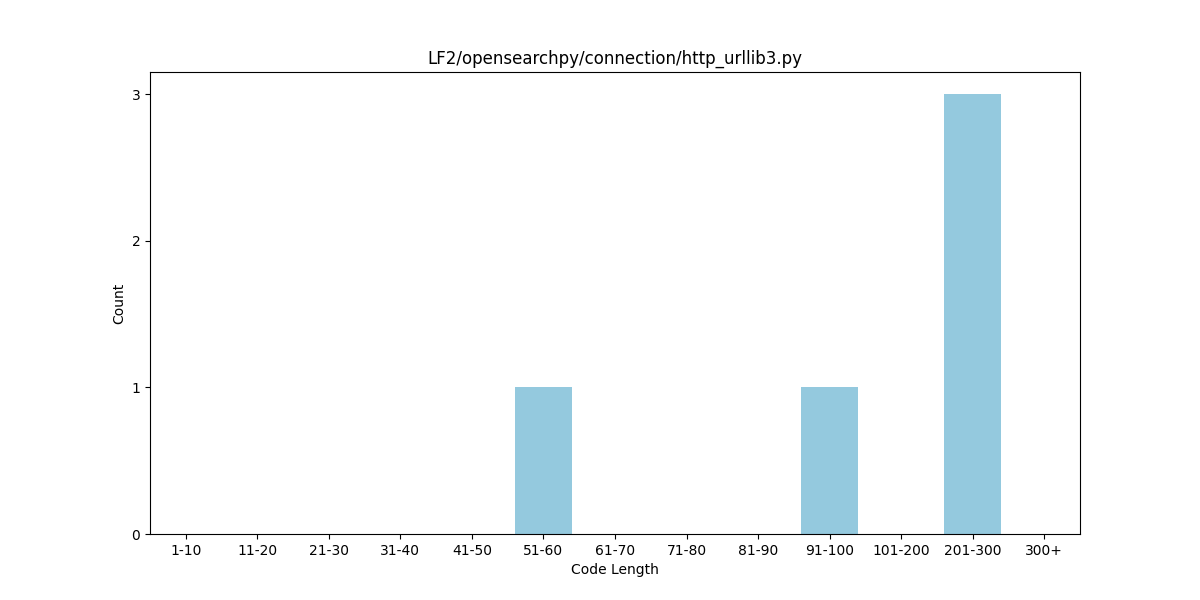 LF2/opensearchpy/connection/http_urllib3.py
Count
3
2
1
0
1-10 11-20 21-30 31-40 41-50 51-60 61-70 71-80 81-90 91-100 101-200 201-300 300+
Code Length